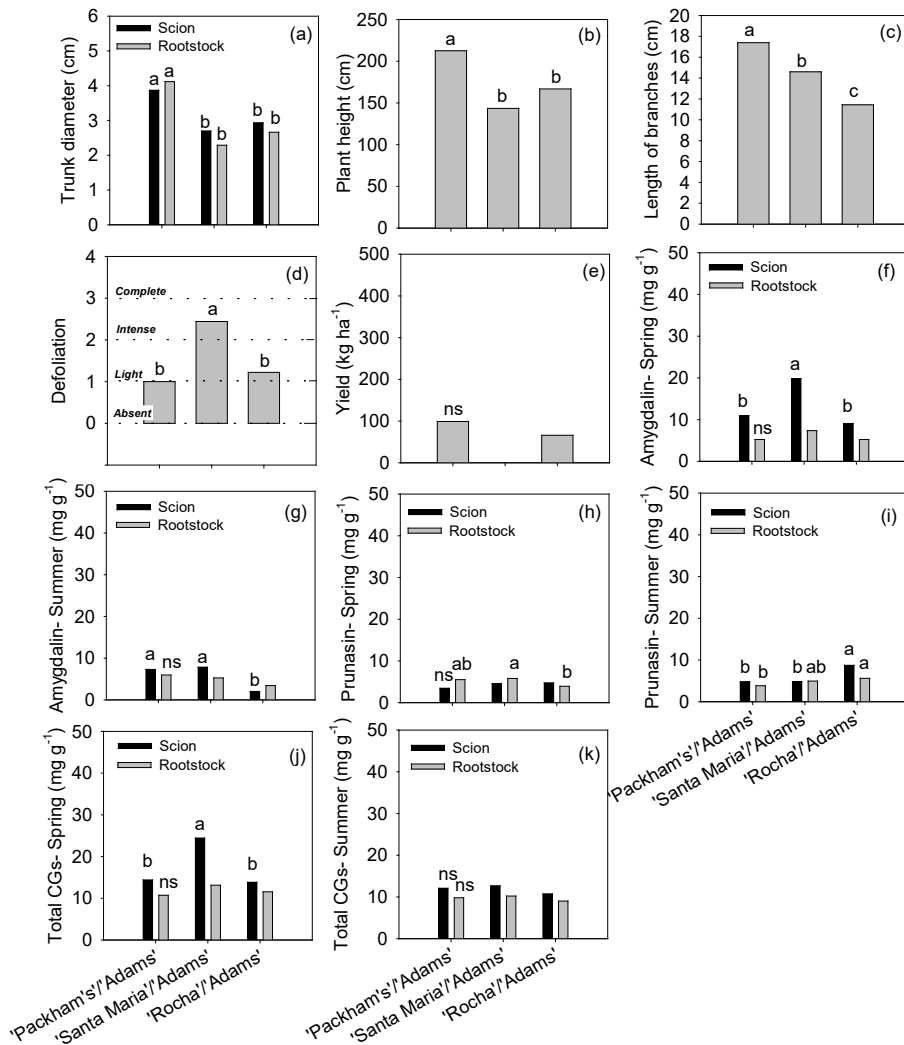 (a)
Scion
Rootstock
Trunk diameter (cm)
6
5
4
3
2
1
0
a
a
b
b
b
b
(b)
Plant height (cm)
250
200
150
100
50
0
a
b
b
(c)
Length of branches (cm)
20
18
16
14
12
10
8
6
4
2
0
a
b
c
(d)
Defoliation
4
3
2
1
0
Complete
Intense
Light
Absent
b
a
b
(e)
Yield (kg ha-1)
500
400
300
200
100
0
ns
(f)
Scion
Rootstock
Amygdalin- Spring (mg g-1)
50
40
30
20
10
0
b
ns
a
b
(g)
Scion
Rootstock
Amygdalin- Summer (mg g-1)
50
40
30
20
10
0
a
ns
a
b
(h)
Scion
Rootstock
Prunasin- Spring (mg g-1)
50
40
30
20
10
0
ns
ab
a
b
(i)
Scion
Rootstock
Prunasin- Summer (mg g-1)
50
40
30
20
10
0
b
b
b
ab
a
a
'Packham's'/'Adams'
'Santa Maria'/'Adams'
'Rocha'/'Adams'
(j)
Scion
Rootstock
Total CGs- Spring (mg g-1)
50
40
30
20
10
0
b
ns
a
b
'Packham's'/'Adams'
'Santa Maria'/'Adams'
'Rocha'/'Adams'
(k)
Scion
Rootstock
Total CGs- Summer (mg g-1)
50
40
30
20
10
0
ns
ns
'Packham's'/'Adams'
'Santa Maria'/'Adams'
'Rocha'/'Adams'